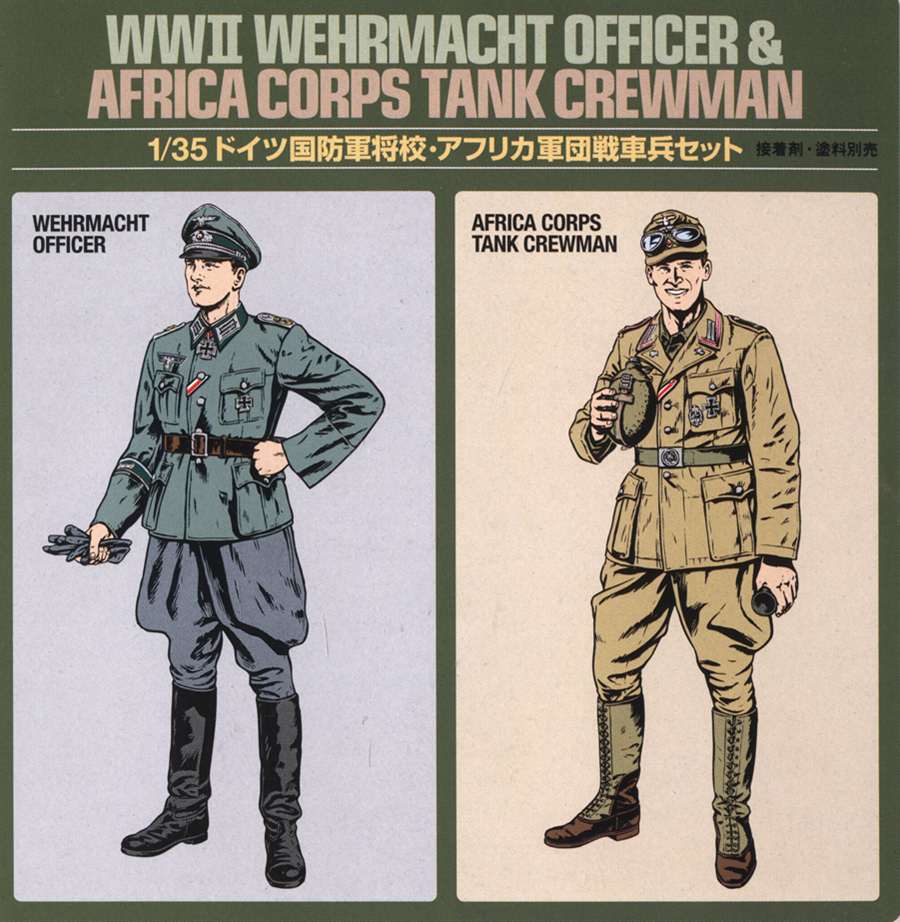 WWII WEHRMACHT OFFICER &
AFRICA CORPS TANK CREWMAN
1/35 ドイツ国防軍将校・アフリカ軍団戦車兵セット 接着剤・塗料別売
WEHRMACHT
OFFICER
AFRICA CORPS
TANK CREWMAN